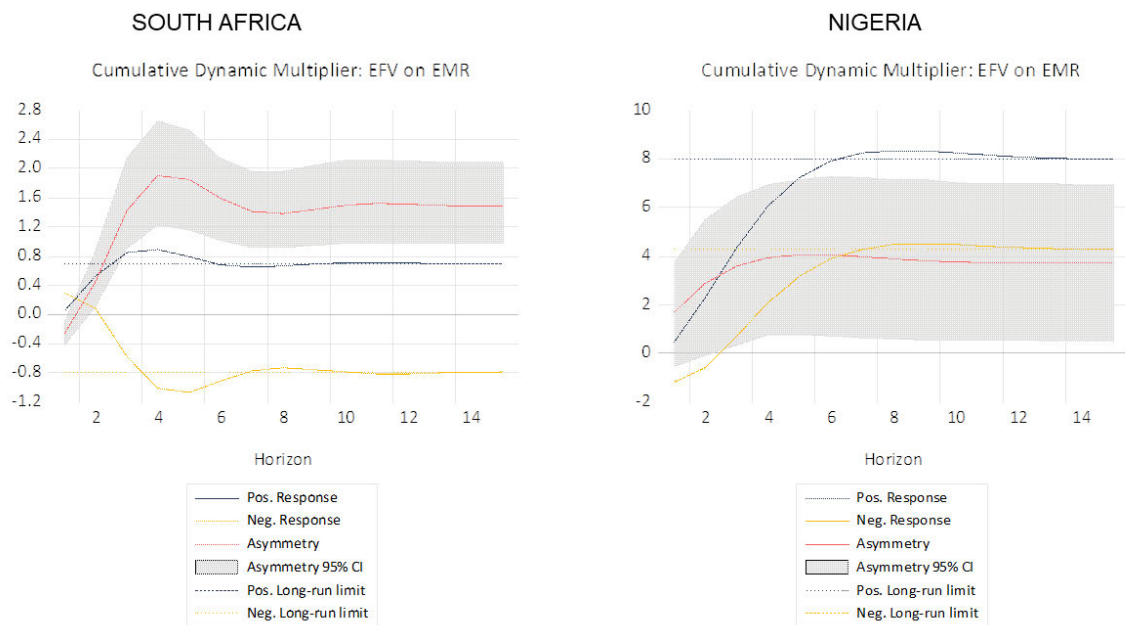 SOUTH AFRICA
Cumulative Dynamic Multiplier: EFV on EMR
2.8
2.4
2.0
1.6
1.2
0.8
0.4
0.0
-0.4
-0.8
-1.2
2 4 6 8 10 12 14
Horizon
Pos. Response
Neg. Response
Asymmetry
Asymmetry 95% CI
Pos. Long-run limit
Neg. Long-run limit
NIGERIA
Cumulative Dynamic Multiplier: EFV on EMR
10
8
6
4
2
0
-2
2 4 6 8 10 12 14
Horizon
Pos. Response
Neg. Response
Asymmetry
Asymmetry 95% CI
Pos. Long-run limit
Neg. Long-run limit